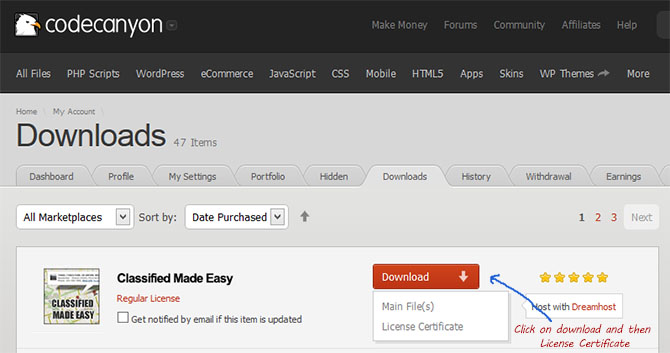 codecanyon
Make Money Forums Community Affiliates Help
All Files PHP Scripts WordPress eCommerce JavaScript CSS Mobile HTML5 Apps Skins WP Themes More
Home \ My Account \
Downloads 47 Items
Dashboard Profile My Settings Portfolio Hidden Downloads History Withdrawal Earnings
All Marketplaces Sort by: Date Purchased 1 2 3 Next
CLASSIFIED
MADE EASY
Classified Made Easy
Regular License
Get notified by email if this item is updated
Download
Main File(s)
License Certificate
Host with Dreamhost
Click on download and then
License Certificate